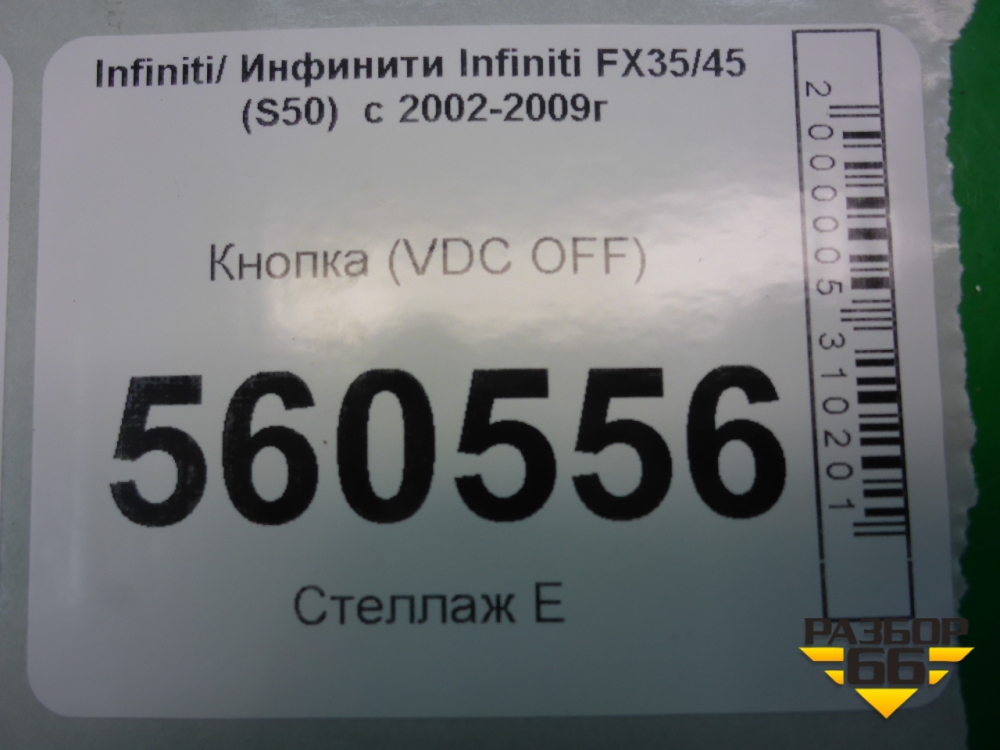 Infiniti/ Инфинити Infiniti FX35/45
(S50) с 2002-2009г
Кнопка (VDC OFF)
560556
Стеллаж Е
2000005310201
РАЗБОР
66